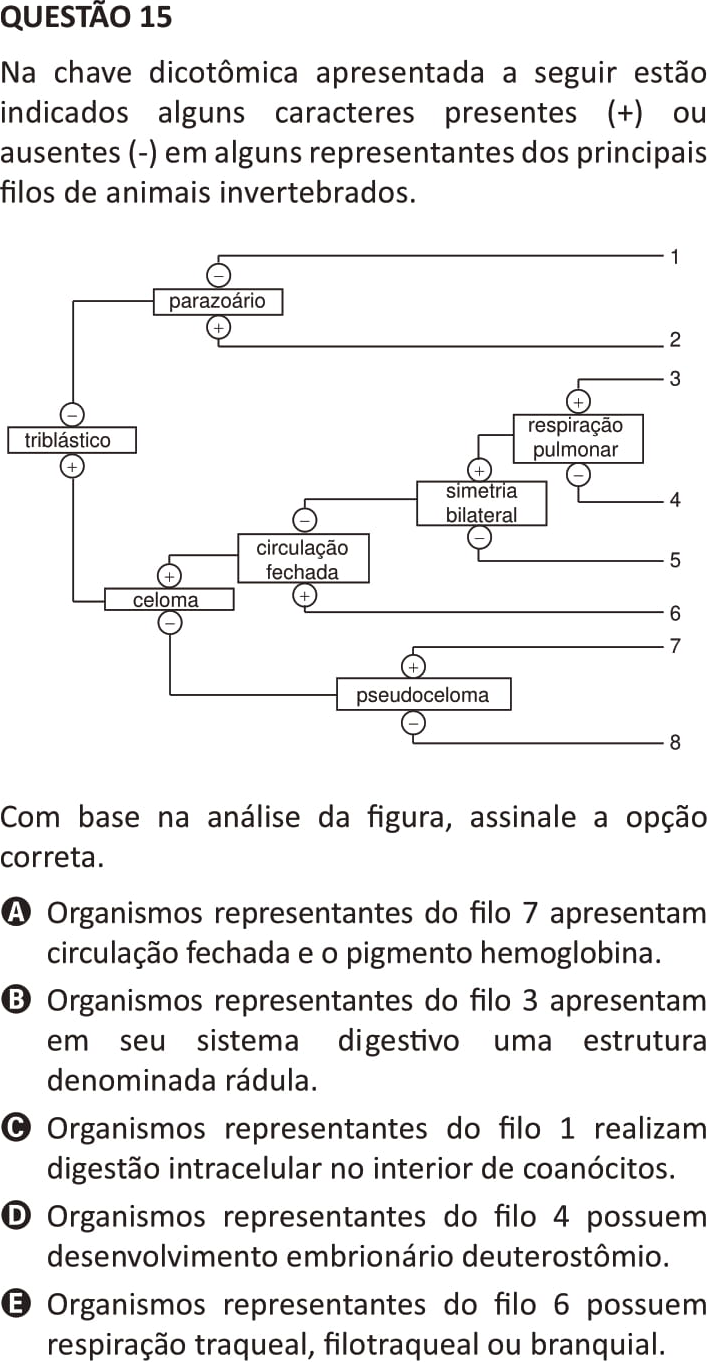 QUESTÃO 15
Na chave dicotômica apresentada a seguir estão
indicados alguns caracteres presentes (+) ou
ausentes (-) em alguns representantes dos principais
filos de animais invertebrados.
1
−
parazoário
+
2
3
+
respiração
pulmonar
−
4
−
triblástico
+
+
simetria
bilateral
−
5
−
circulação
fechada
+
6
+
celoma
−
7
+
pseudoceloma
−
8
Com base na análise da figura, assinale a opção
correta.
A Organismos representantes do filo 7 apresentam
circulação fechada e o pigmento hemoglobina.
B Organismos representantes do filo 3 apresentam
em seu sistema digestivo uma estrutura
denominada rádula.
C Organismos representantes do filo 1 realizam
digestão intracelular no interior de coanócitos.
D Organismos representantes do filo 4 possuem
desenvolvimento embrionário deuterostômio.
E Organismos representantes do filo 6 possuem
respiração traqueal, filotraqueal ou branquial.